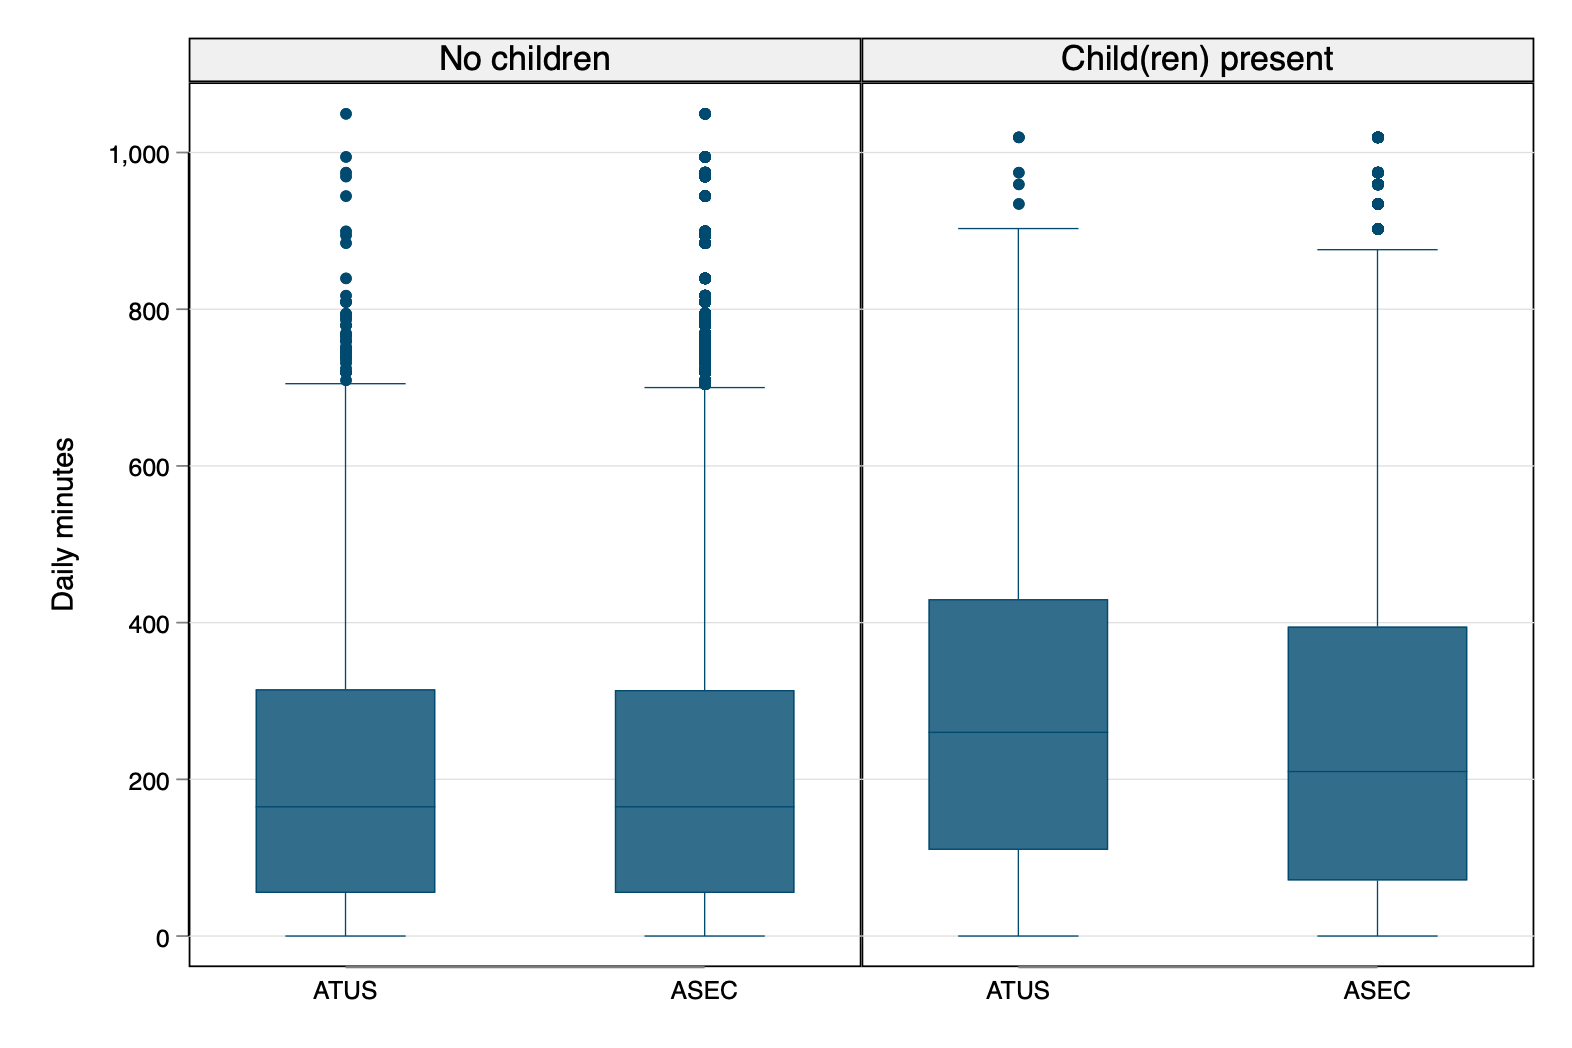 No children
Child(ren) present
Daily minutes
1,000
800
600
400
200
0
ATUS
ASEC
ATUS
ASEC